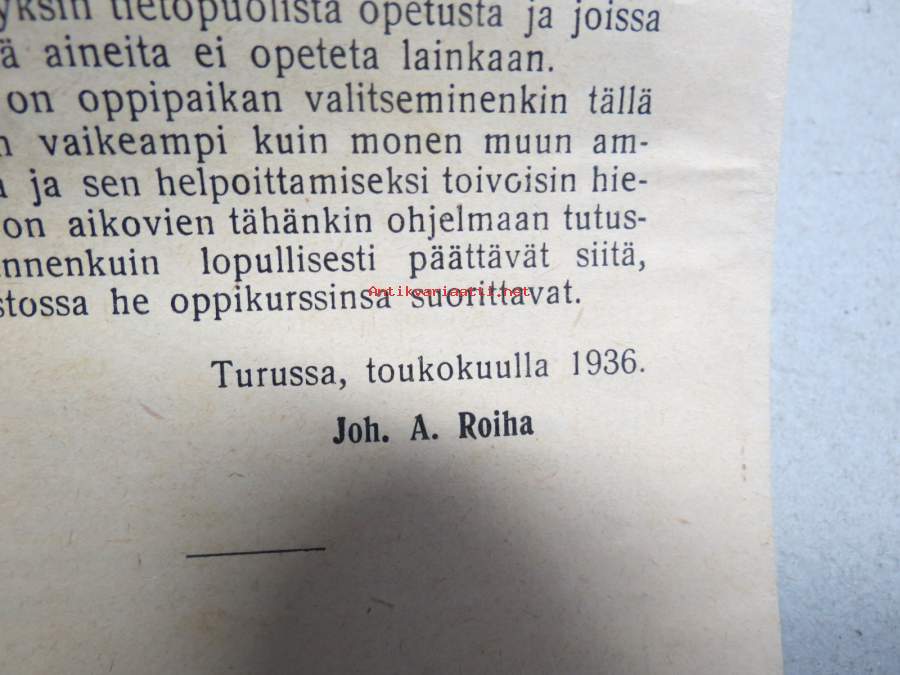 yksin tietopuolista opetusta ja joissa
ä aineita ei opeteta lainkaan.
on oppipaikan valitseminenkin tällä
n vaikeampi kuin monen muun am-
a ja sen helpoittamiseksi toivoisin hie-
on aikovien tähänkin ohjelmaan tutus-
ennenkuin lopullisesti päättävät siitä,
stossa he oppikurssinsa suorittavat.
Antikvariaatti.net
Turussa, toukokuulla 1936.
Joh. A. Roiha